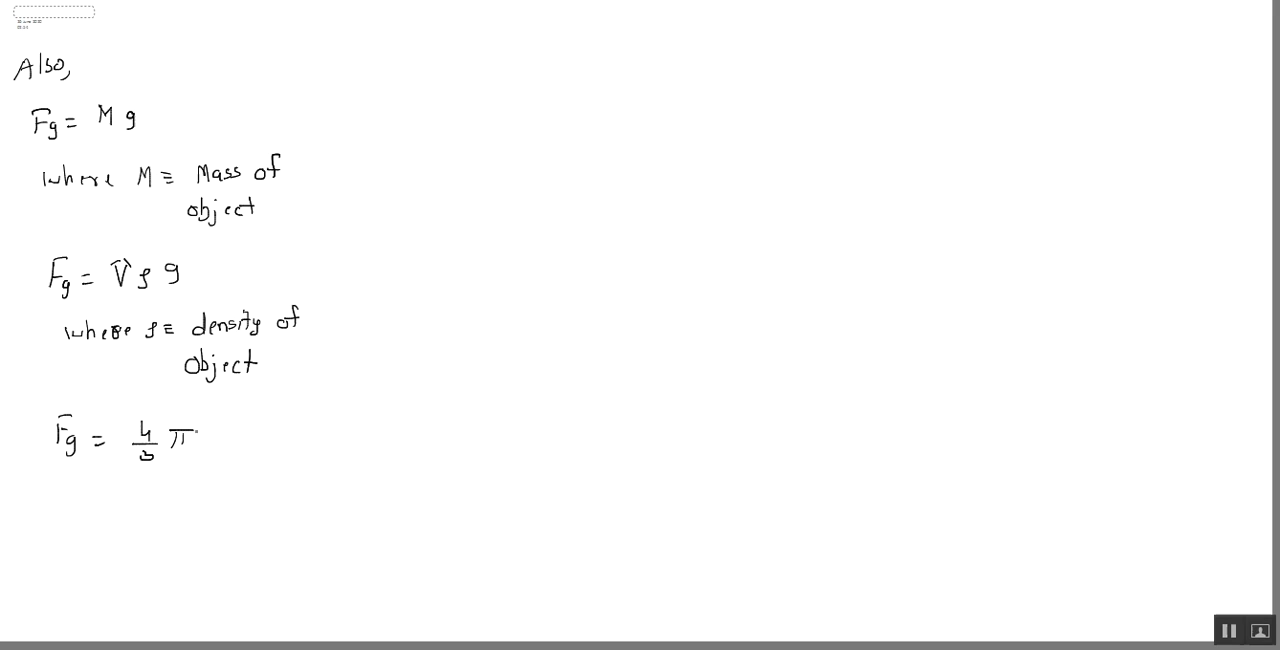 Also,
Fg = M g
where M ≡ Mass of
object
Fg = V ρ g
where ρ ≡ density of
object
Fg = 4/3 π